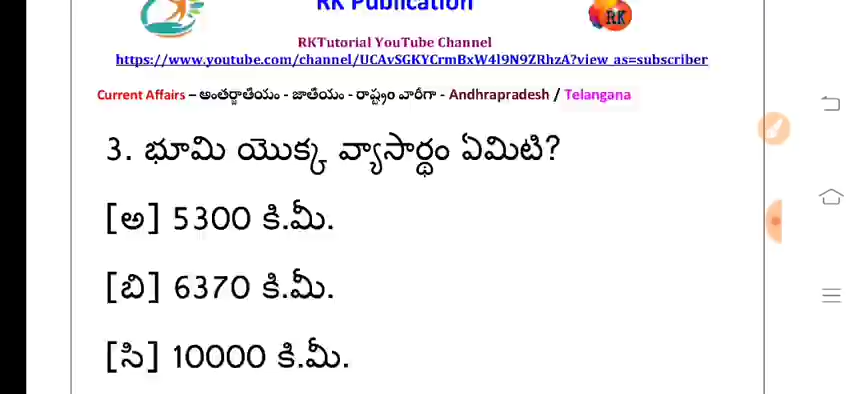 RK Publication
RK
RKTutorial YouTube Channel
https://www.youtube.com/channel/UCAvSGKYCrmBxW4l9N9ZRhzA?view_as=subscriber
Current Affairs – అంతర్జాతీయం - జాతీయం - రాష్ట్రం వారీగా - Andhrapradesh / Telangana
3. భూమి యొక్క వ్యాసార్థం ఏమిటి?
[అ] 5300 కి.మీ.
[బి] 6370 కి.మీ.
[సి] 10000 కి.మీ.